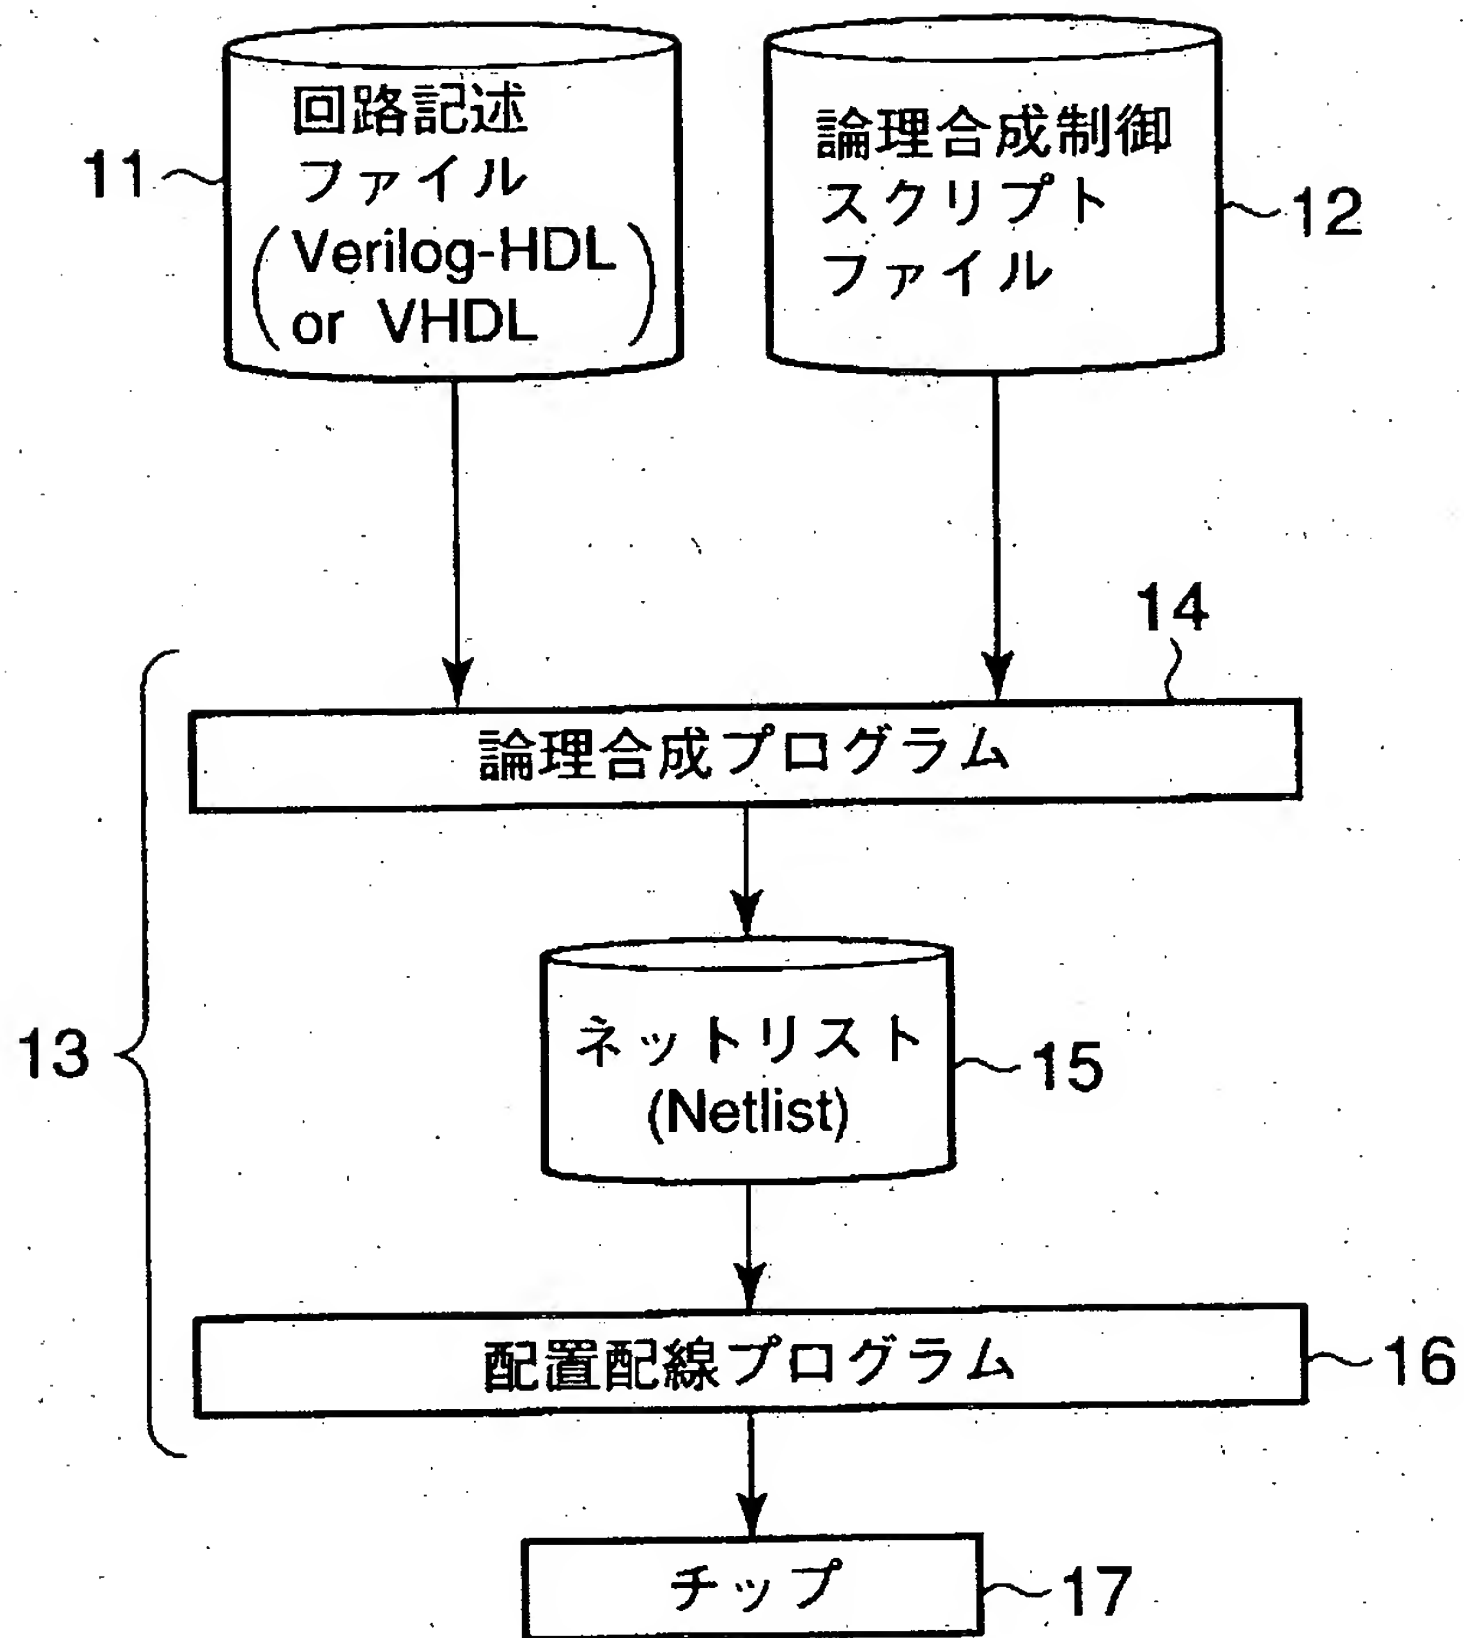 回路記述
ファイル
(Verilog-HDL
or VHDL)
11
論理合成制御
スクリプト
ファイル
12
14
論理合成プログラム
13
ネットリスト
(Netlist)
15
配置配線プログラム
16
チップ
17